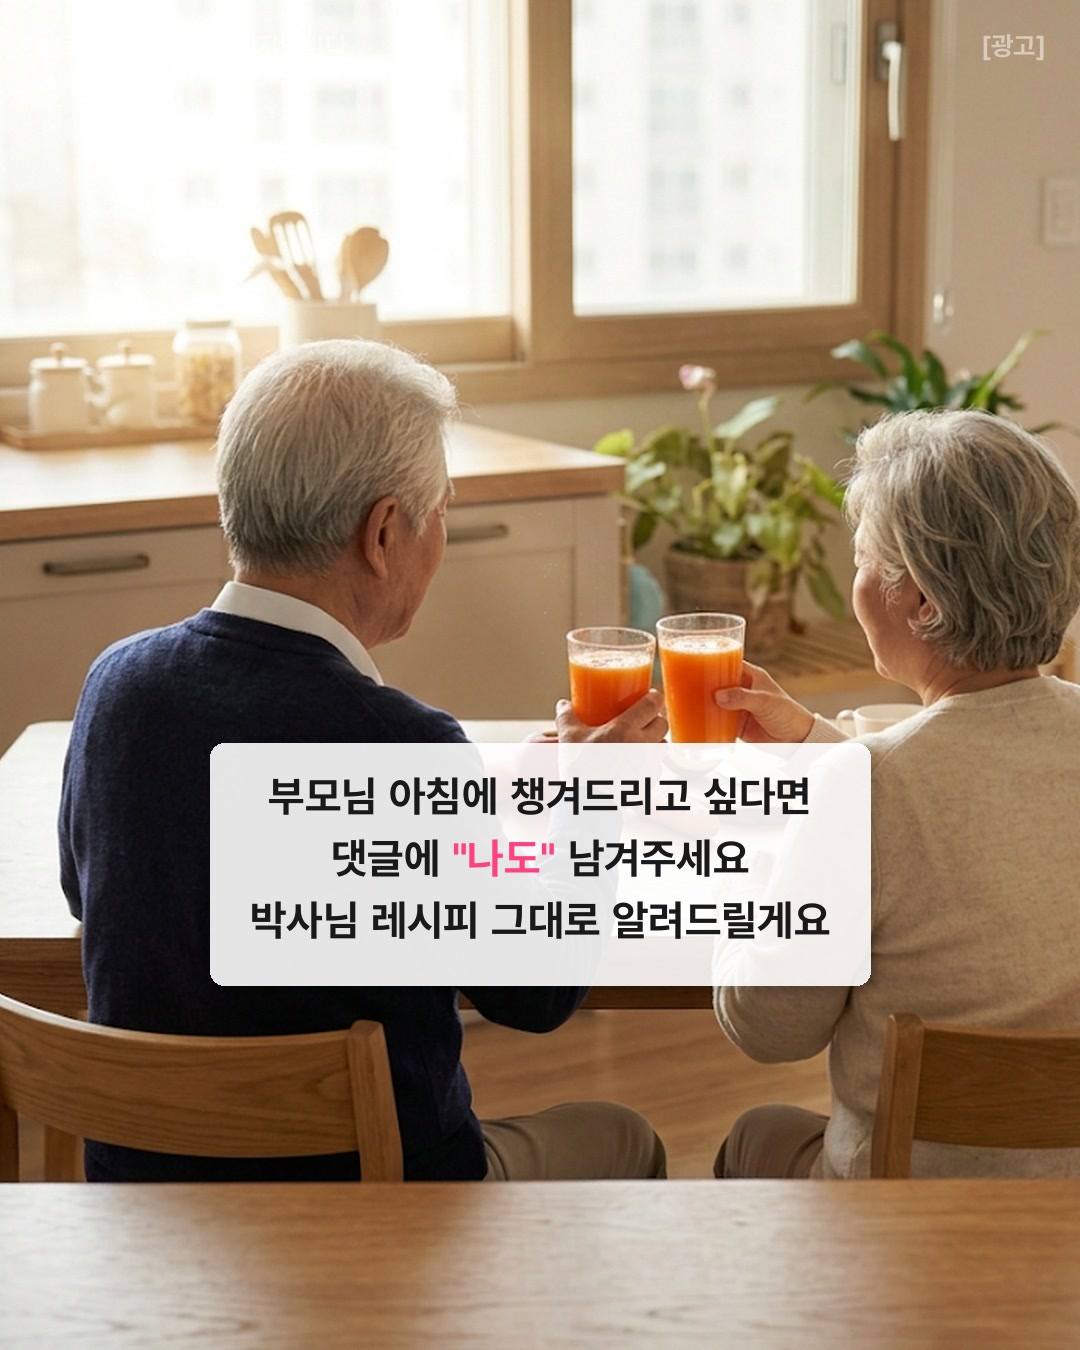 [광고]
부모님 아침에 챙겨드리고 싶다면
댓글에 "나도" 남겨주세요
박사님 레시피 그대로 알려드릴게요